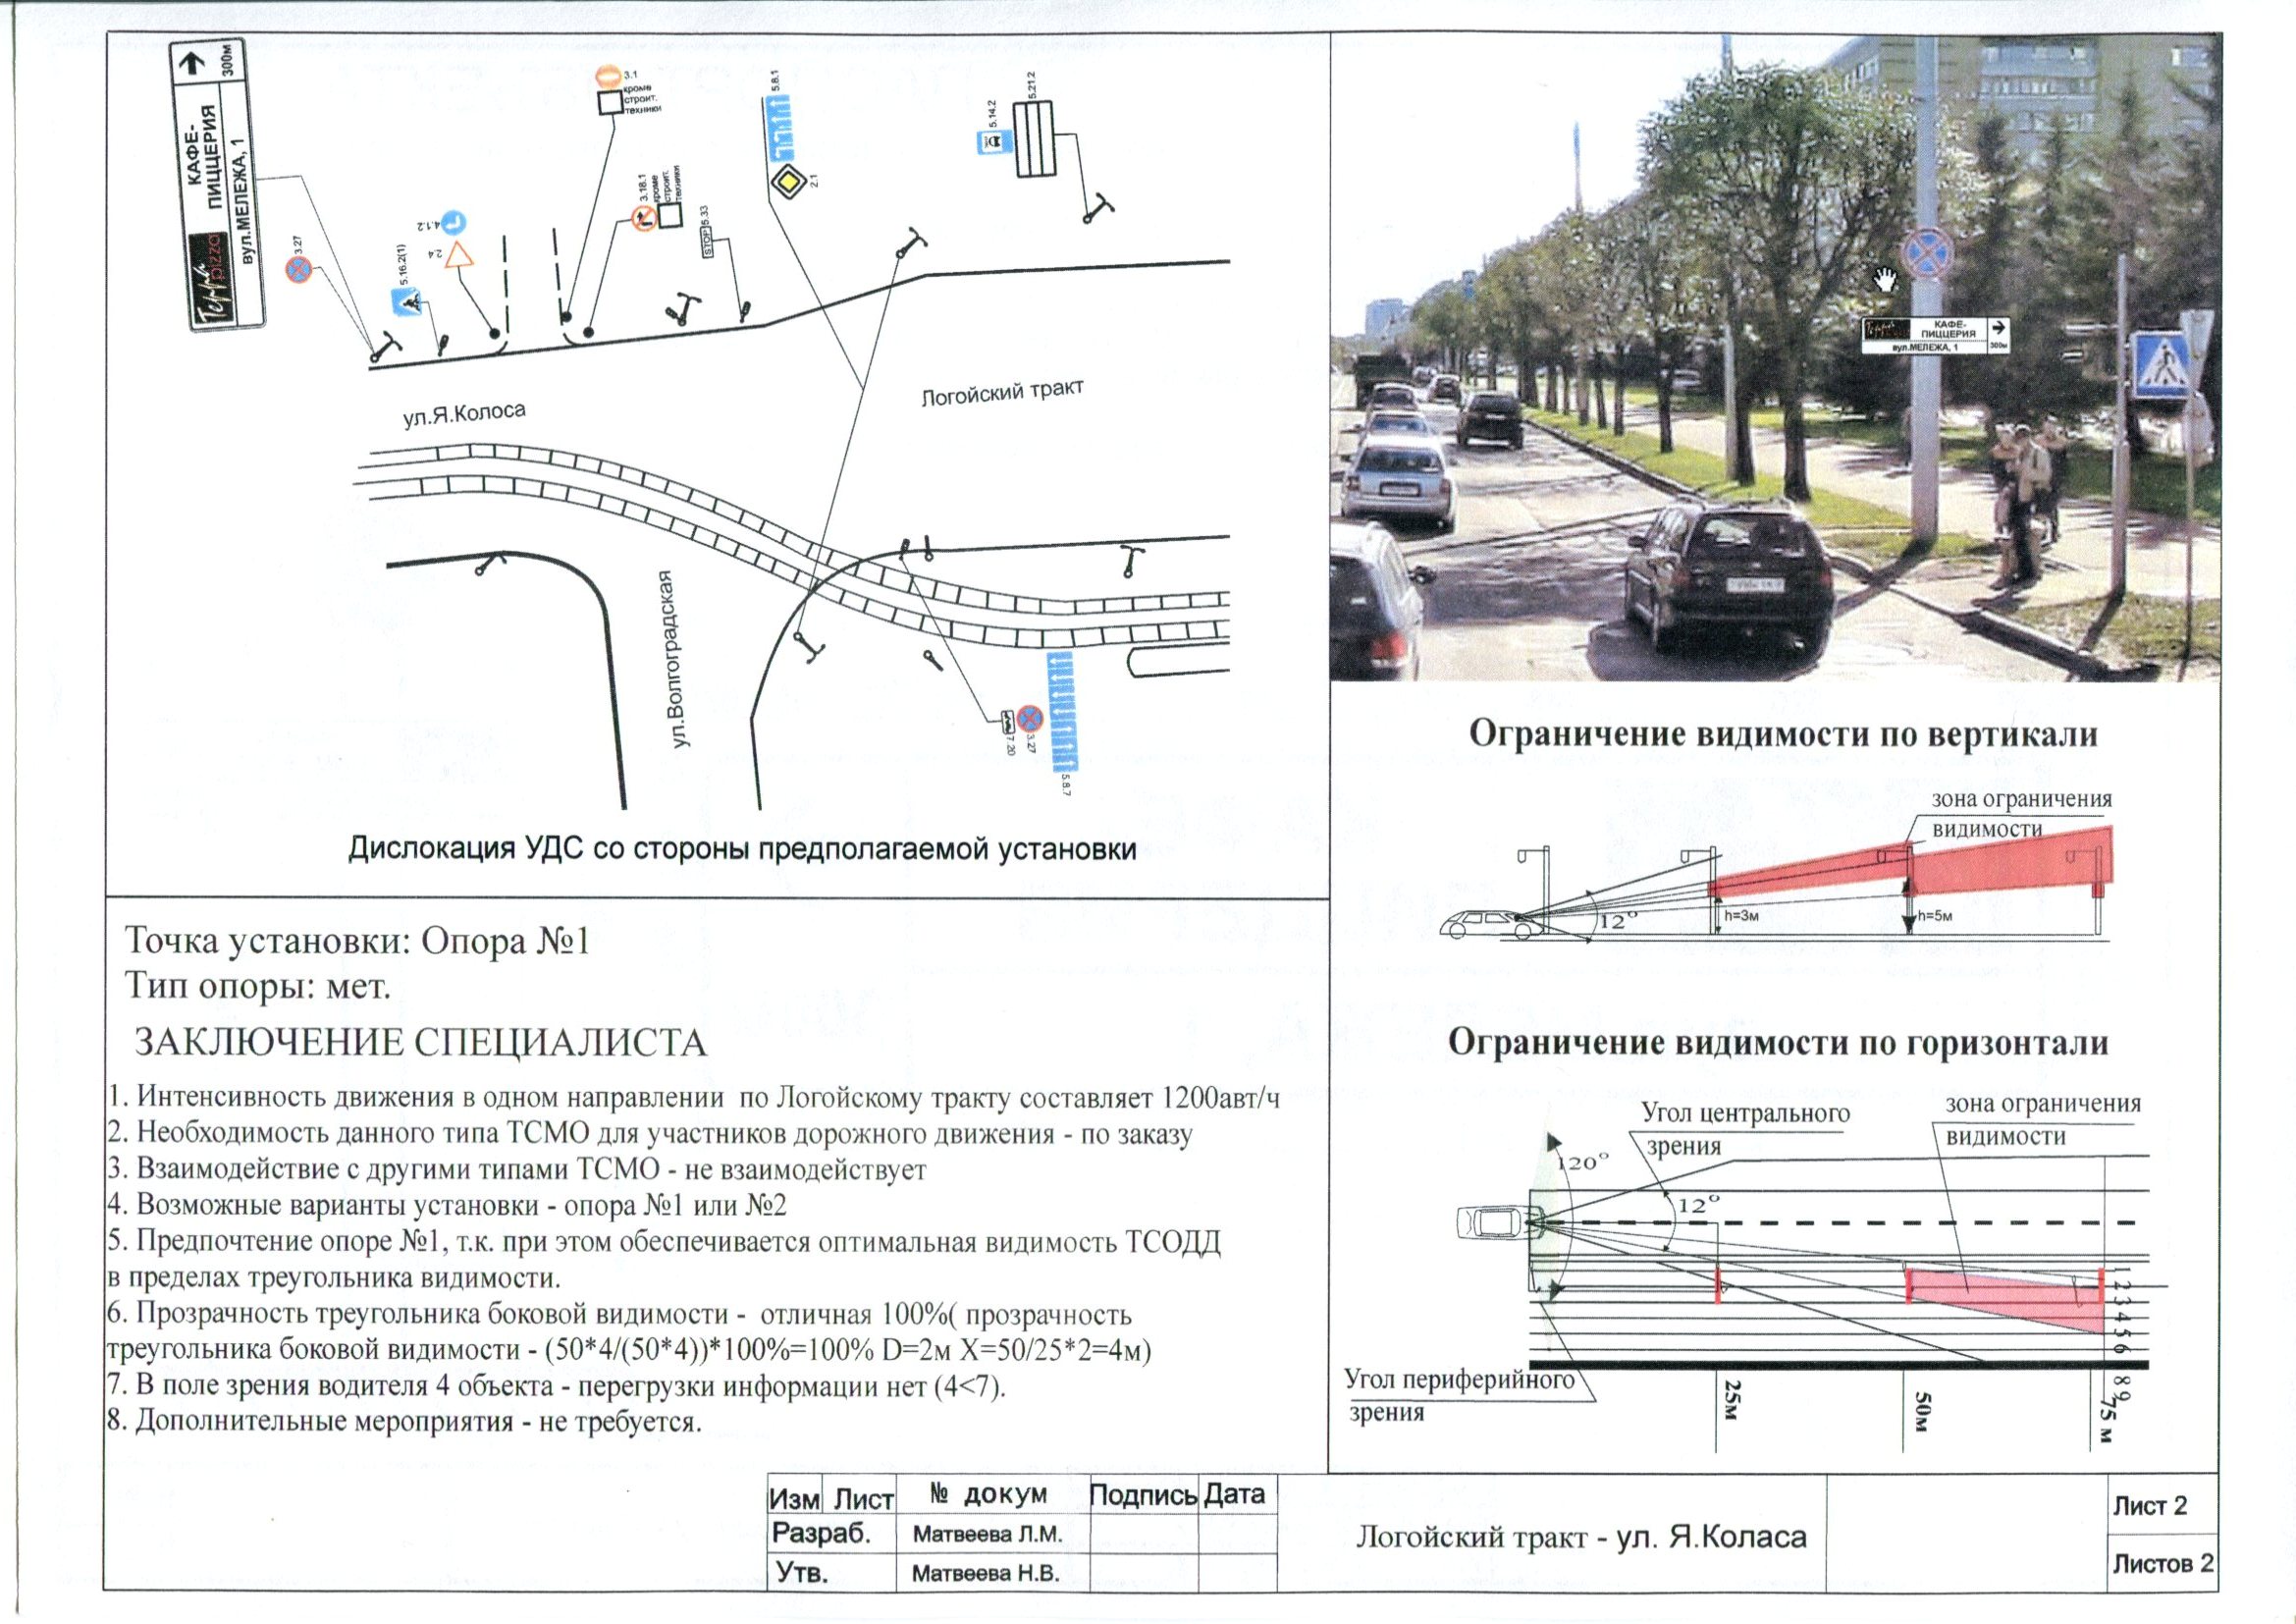 КАФЕ-
ПИЦЦЕРИЯ
300м
Терра
pizza
вул.МЕЛЕЖА, 1
3.27
5.16.2(1)
4.1.2
2.4
3.1
кроме
строит.
техники
3.18.1
кроме
строит.
техники
STOP
5.33
5.8.1
2.1
5.14.2
5.21.2
ул.Я.Колоса
Логойский тракт
ул.Волгоградская
7.20
3.27
5.8.7
Дислокация УДС со стороны предполагаемой установки
КАФЕ-
ПИЦЦЕРИЯ
вул.МЕЛЕЖА, 1
300м
Ограничение видимости по вертикали
зона ограничения
видимости
12°
h=3м
h=5м
Ограничение видимости по горизонтали
Угол центрального
зрения
зона ограничения
видимости
120°
12°
1 2 3 4 5 6
8 9
Угол периферийного
зрения
25м
50м
75 м
Точка установки: Опора №1
Тип опоры: мет.
ЗАКЛЮЧЕНИЕ СПЕЦИАЛИСТА
1. Интенсивность движения в одном направлении по Логойскому тракту составляет 1200авт/ч
2. Необходимость данного типа ТСМО для участников дорожного движения - по заказу
3. Взаимодействие с другими типами ТСМО - не взаимодействует
4. Возможные варианты установки - опора №1 или №2
5. Предпочтение опоре №1, т.к. при этом обеспечивается оптимальная видимость ТСОДД
в пределах треугольника видимости.
6. Прозрачность треугольника боковой видимости - отличная 100%( прозрачность
треугольника боковой видимости - (50*4/(50*4))*100%=100% D=2м X=50/25*2=4м)
7. В поле зрения водителя 4 объекта - перегрузки информации нет (4<7).
8. Дополнительные мероприятия - не требуется.
Изм Лист № докум Подпись Дата
Разраб. Матвеева Л.М.
Утв. Матвеева Н.В.
Логойский тракт - ул. Я.Коласа
Лист 2
Листов 2